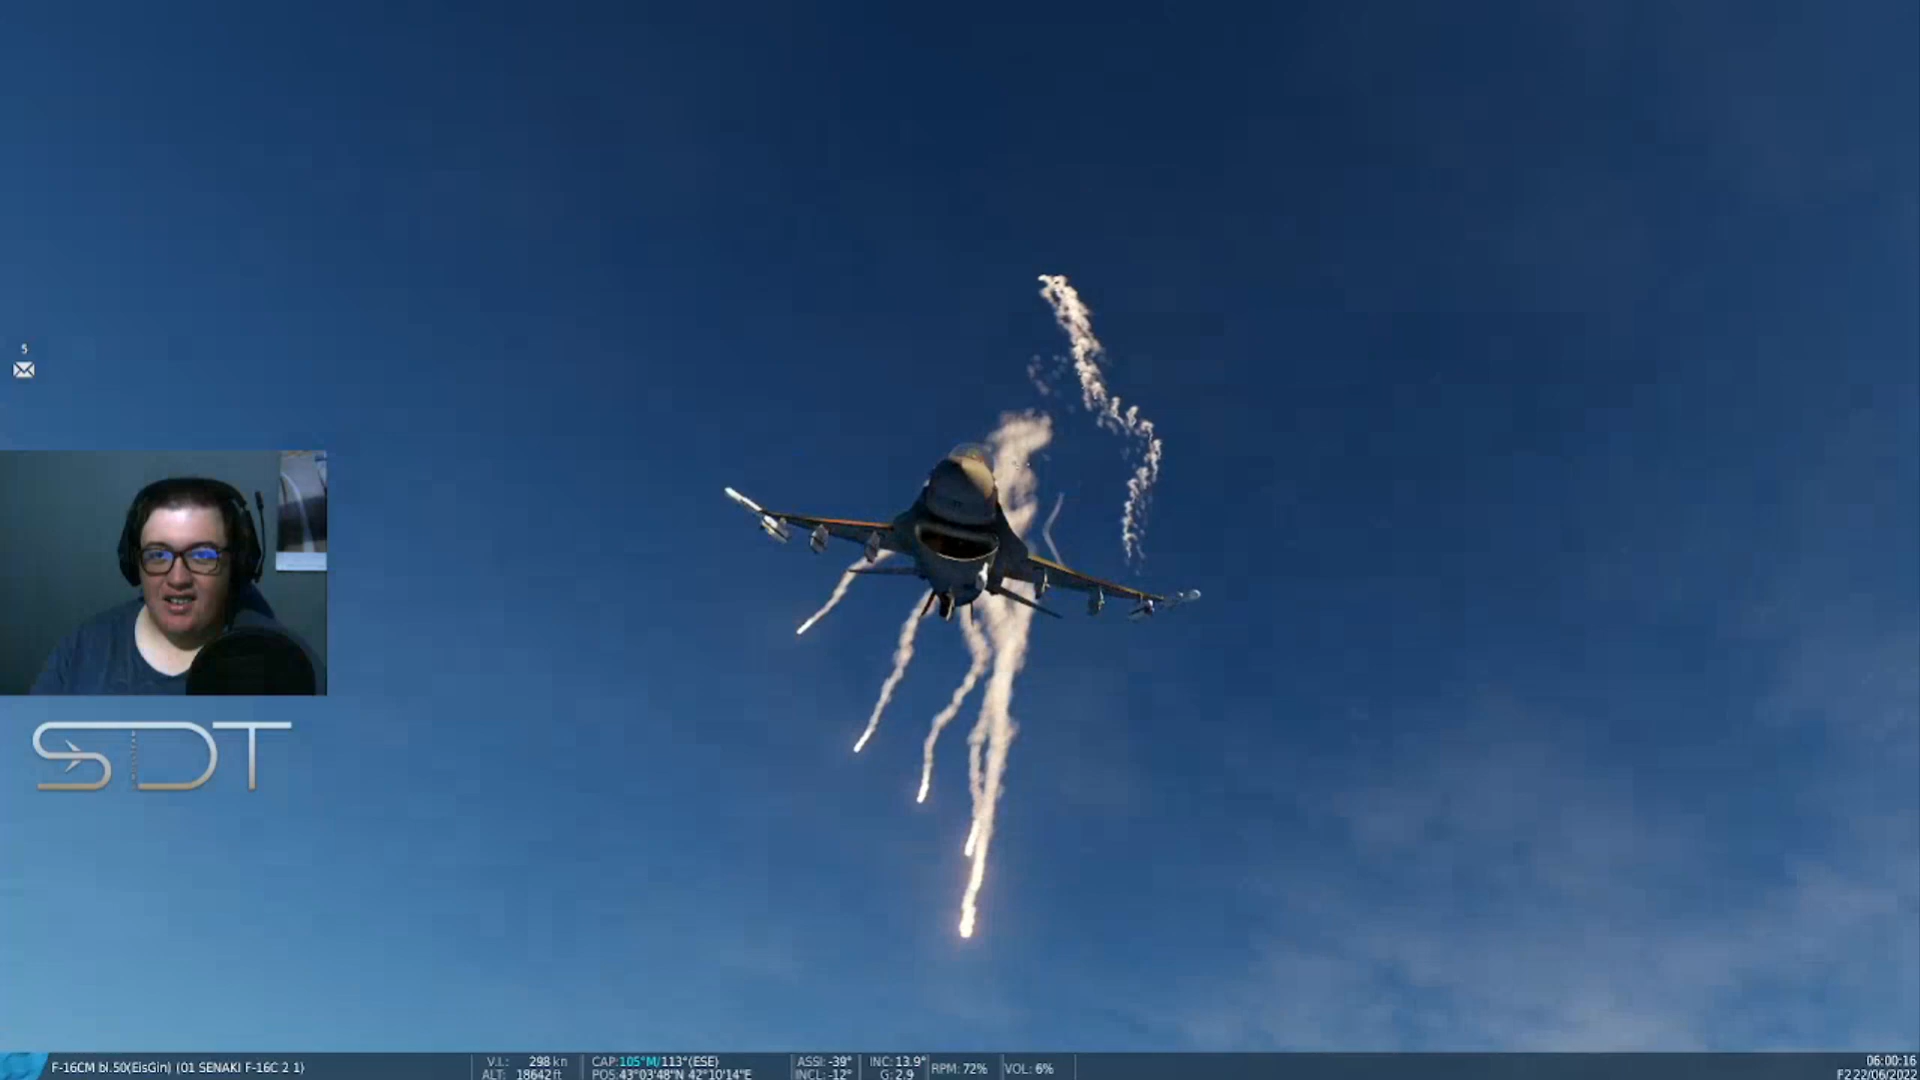 5
SDT
F-16CM bl.50(EisGin) (01 SENAKI F-16C 2 1)
V.I.: 298 kn
ALT: 18642 ft
CAP:105°M/113°(ESE)
POS:43°03'48"N 42°10'14"E
ASSI: -39°
INCL: -12°
INC: 13.9°
G: 2.9
RPM: 72%
VOL: 6%
06:00:16
F2 22/06/2022